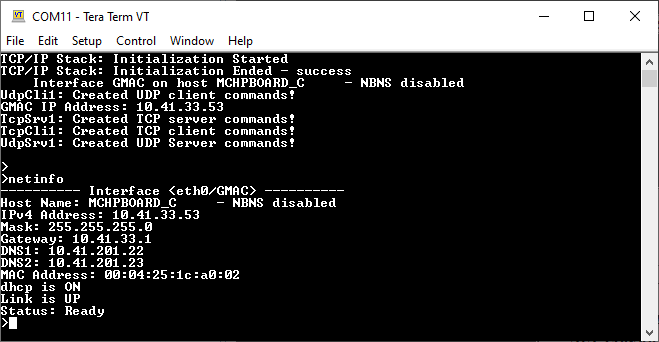 COM11 - Tera Term VT
File Edit Setup Control Window Help
TCP/IP Stack: Initialization Started
TCP/IP Stack: Initialization Ended - success
    Interface GMAC on host MCHPBOARD_C     - NBNS disabled
UdpCli1: Created UDP client commands!
GMAC IP Address: 10.41.33.53
TcpSrv1: Created TCP server commands!
TcpCli1: Created TCP client commands!
UdpSrv1: Created UDP Server commands!
>
>netinfo
---------- Interface <eth0/GMAC> ----------
Host Name: MCHPBOARD_C     - NBNS disabled
IPv4 Address: 10.41.33.53
Mask: 255.255.255.0
Gateway: 10.41.33.1
DNS1: 10.41.201.22
DNS2: 10.41.201.23
MAC Address: 00:04:25:1c:a0:02
dhcp is ON
Link is UP
Status: Ready
>